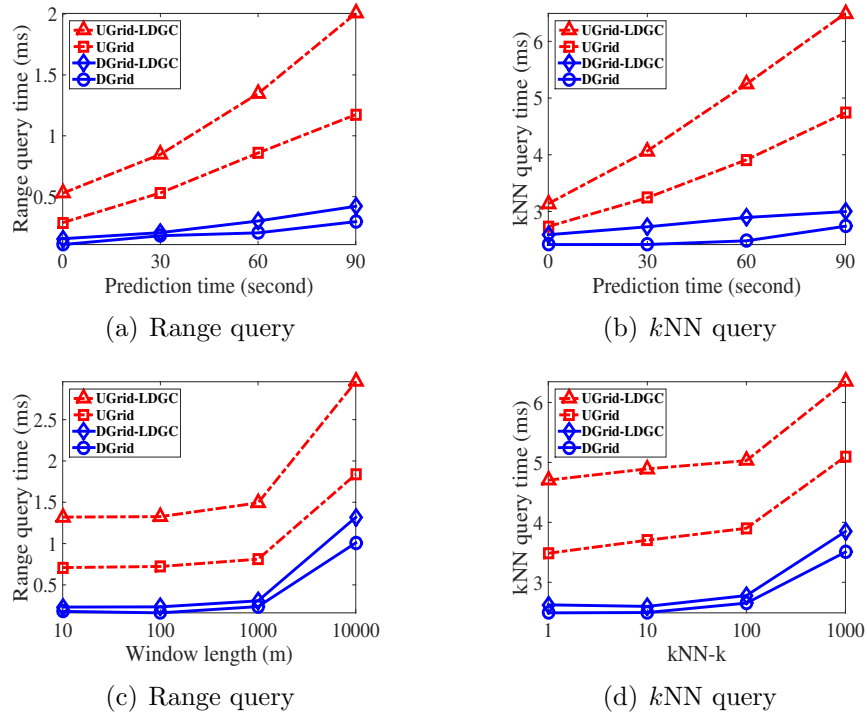 2
1.5
1
0.5
Range query time (ms)
UGrid-LDGC
UGrid
DGrid-LDGC
DGrid
0 30 60 90
Prediction time (second)
(a) Range query
6
5
4
3
kNN query time (ms)
UGrid-LDGC
UGrid
DGrid-LDGC
DGrid
0 30 60 90
Prediction time (second)
(b) kNN query
2.5
2
1.5
1
0.5
Range query time (ms)
UGrid-LDGC
UGrid
DGrid-LDGC
DGrid
10 100 1000 10000
Window length (m)
(c) Range query
6
5
4
3
kNN query time (ms)
UGrid-LDGC
UGrid
DGrid-LDGC
DGrid
1 10 100 1000
kNN-k
(d) kNN query